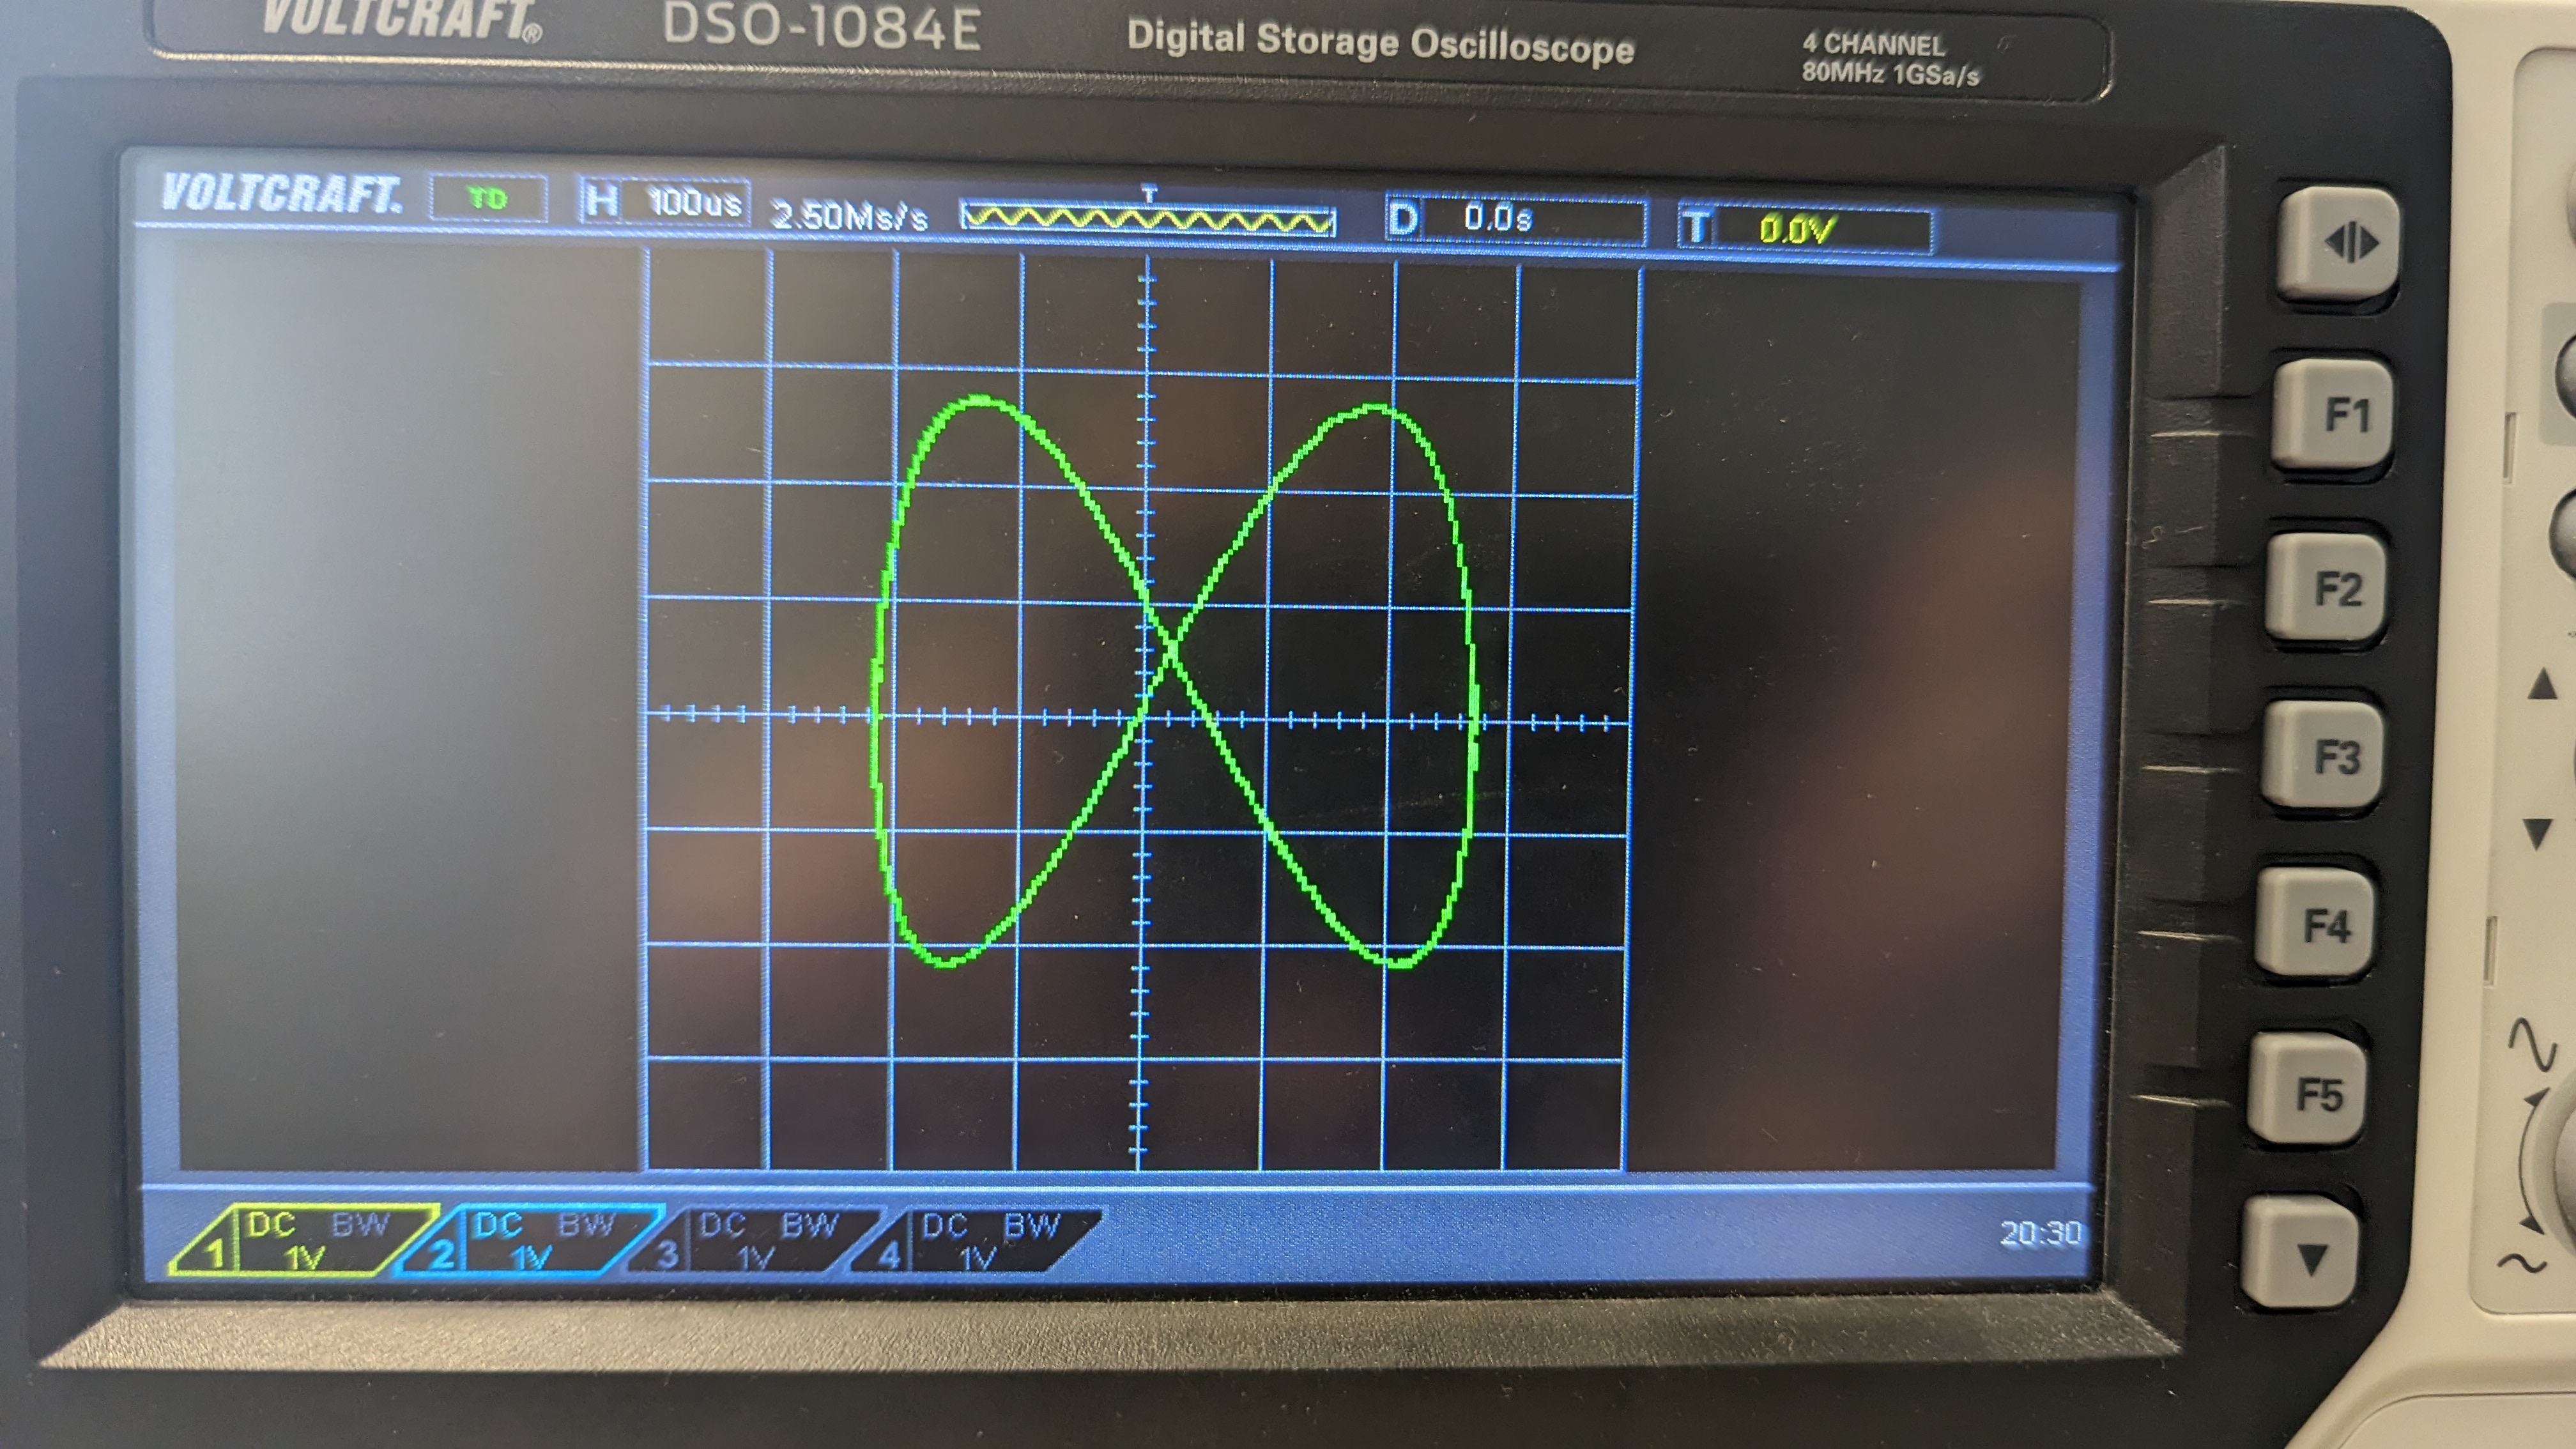 VOLTCRAFT® DSO-1084E Digital Storage Oscilloscope 4 CHANNEL
80MHz 1GSa/s
VOLTCRAFT. TD H 100us 2.50Ms/s T D 0.0s T 0.0V
F1
F2
F3
F4
F5
1 DC BW 1V
2 DC BW 1V
3 DC BW 1V
4 DC BW 1V
20:30